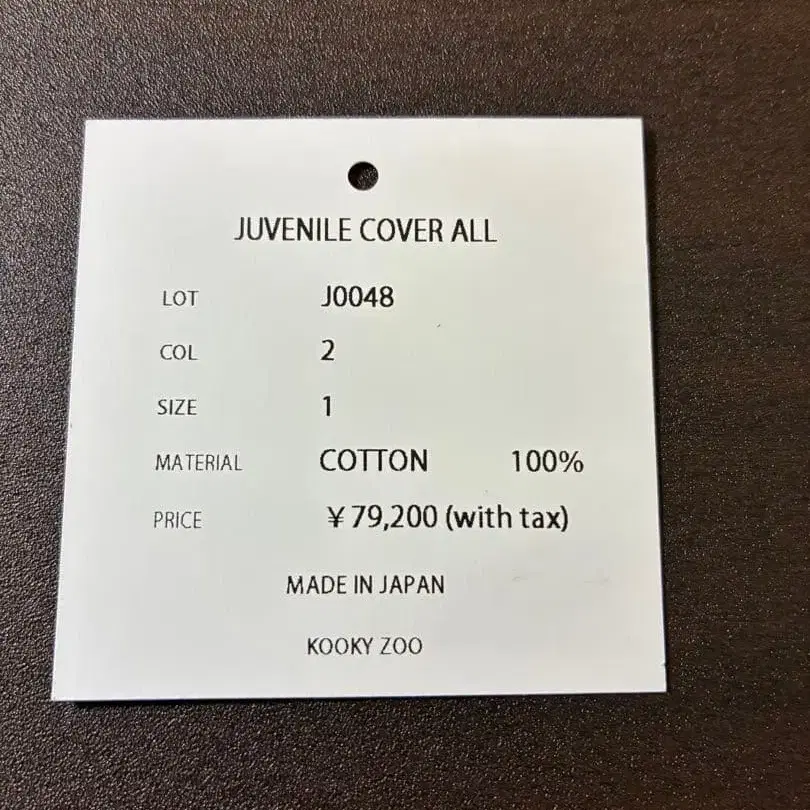 JUVENILE COVER ALL
LOT J0048
COL 2
SIZE 1
MATERIAL COTTON 100%
PRICE ¥79,200 (with tax)
MADE IN JAPAN
KOOKY ZOO